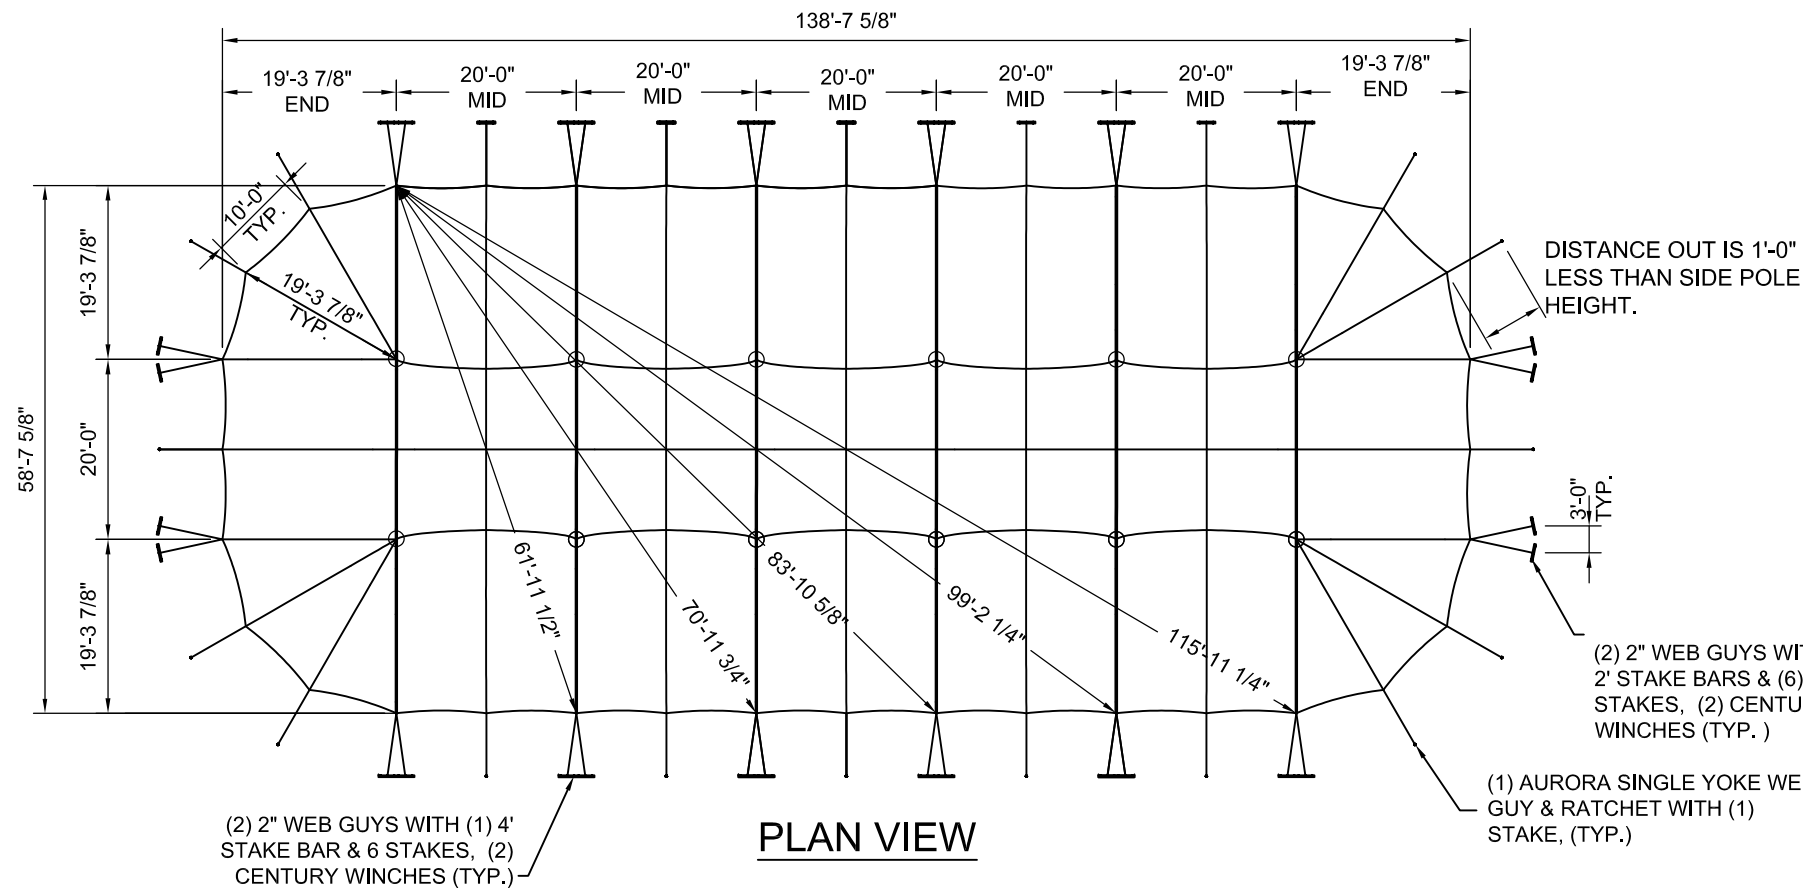 138'-7 5/8"
19'-3 7/8"
END
20'-0"
MID
20'-0"
MID
20'-0"
MID
20'-0"
MID
20'-0"
MID
19'-3 7/8"
END
10'-0"
TYP.
19'-3 7/8"
TYP.
DISTANCE OUT IS 1'-0"
LESS THAN SIDE POLE
HEIGHT.
19'-3 7/8"
58'-7 5/8"
20'-0"
19'-3 7/8"
3'-0"
TYP.
61'-11 1/2"
70'-11 3/4"
83'-10 5/8"
99'-2 1/4"
115'-11 1/4"
(2) 2" WEB GUYS
2' STAKE BARS & (6)
STAKES, (2) CENTU
WINCHES (TYP. )
(1) AURORA SINGLE YOKE WE
GUY & RATCHET WITH (1)
STAKE, (TYP.)
(2) 2" WEB GUYS WITH (1) 4'
STAKE BAR & 6 STAKES, (2)
CENTURY WINCHES (TYP.)
PLAN VIEW